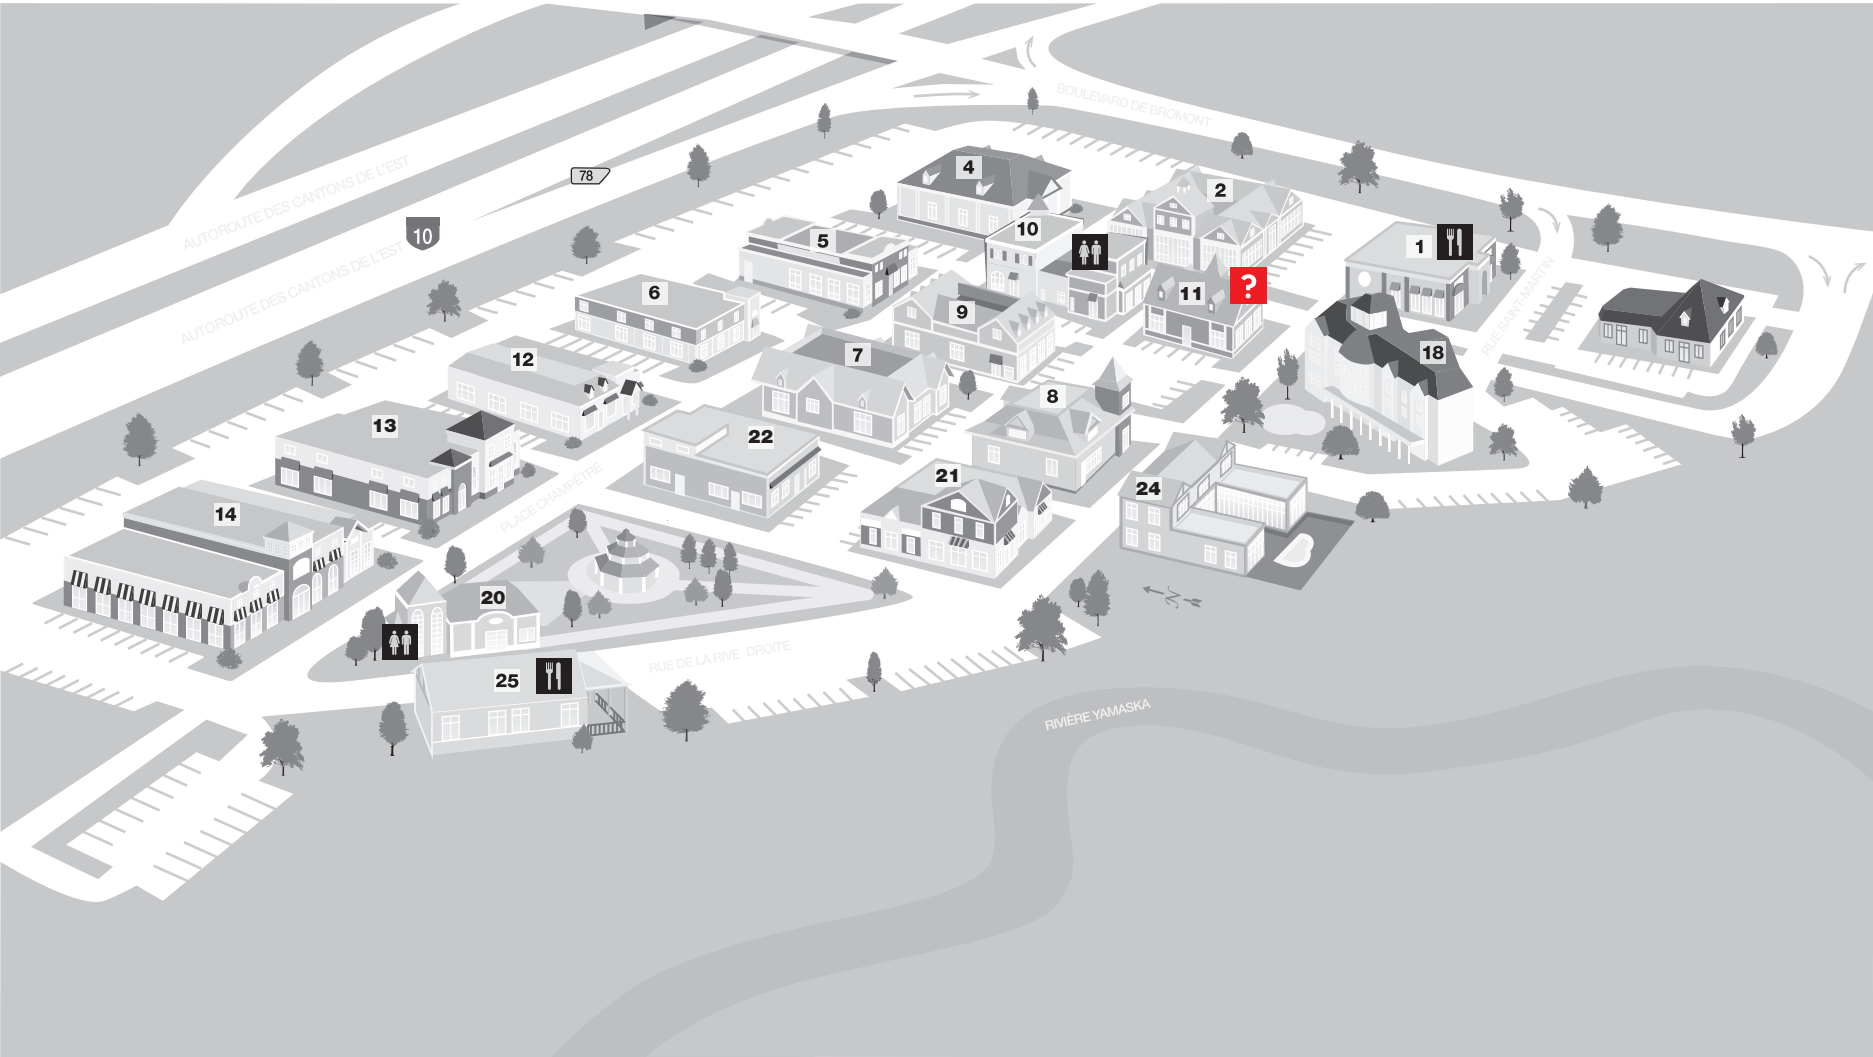 BOULEVARD DE BROMONT
AUTOROUTE DES CANTONS DE L'EST
78
10
AUTOROUTE DES CANTONS DE L'EST
4
2
10
5
1
?
11
6
9
RUE SAINT-MARTIN
18
7
12
8
13
22
21
24
PLACE CHAMPÊTRE
14
20
N
RUE DE LA RIVE DROITE
25
RIVIÈRE YAMASKA